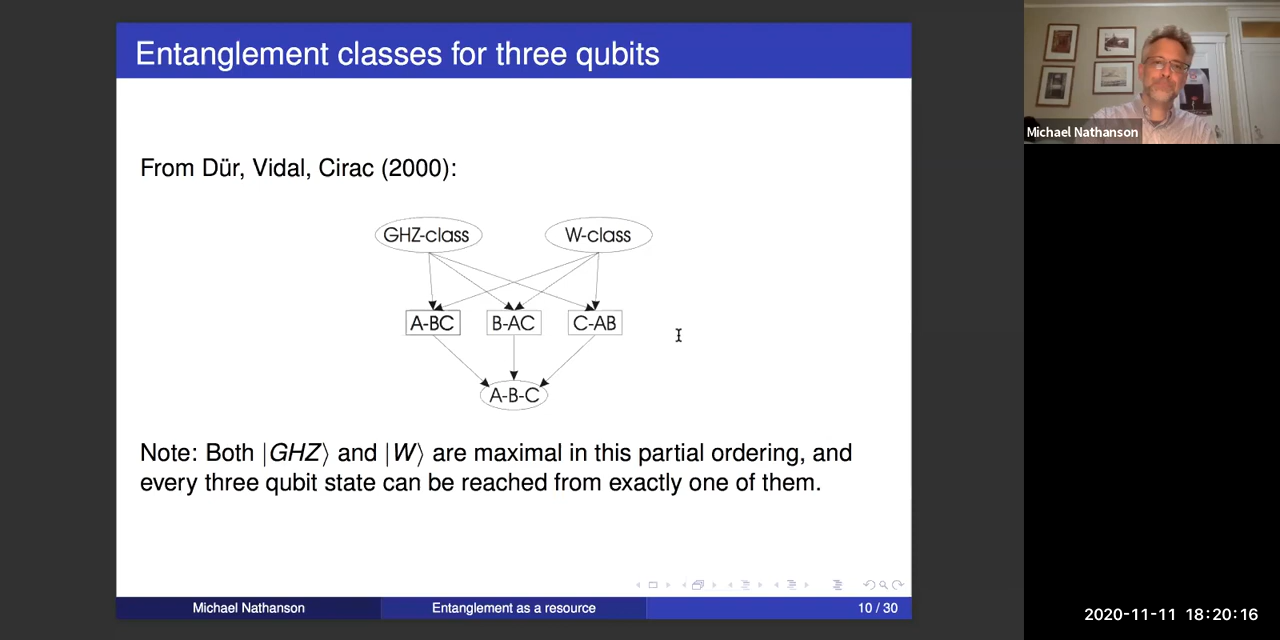 Entanglement classes for three qubits
From Dür, Vidal, Cirac (2000):
GHZ-class W-class
A-BC B-AC C-AB
A-B-C
Note: Both |GHZ⟩ and |W⟩ are maximal in this partial ordering, and
every three qubit state can be reached from exactly one of them.
Michael Nathanson Entanglement as a resource 10 / 30
Michael Nathanson
2020-11-11 18:20:16